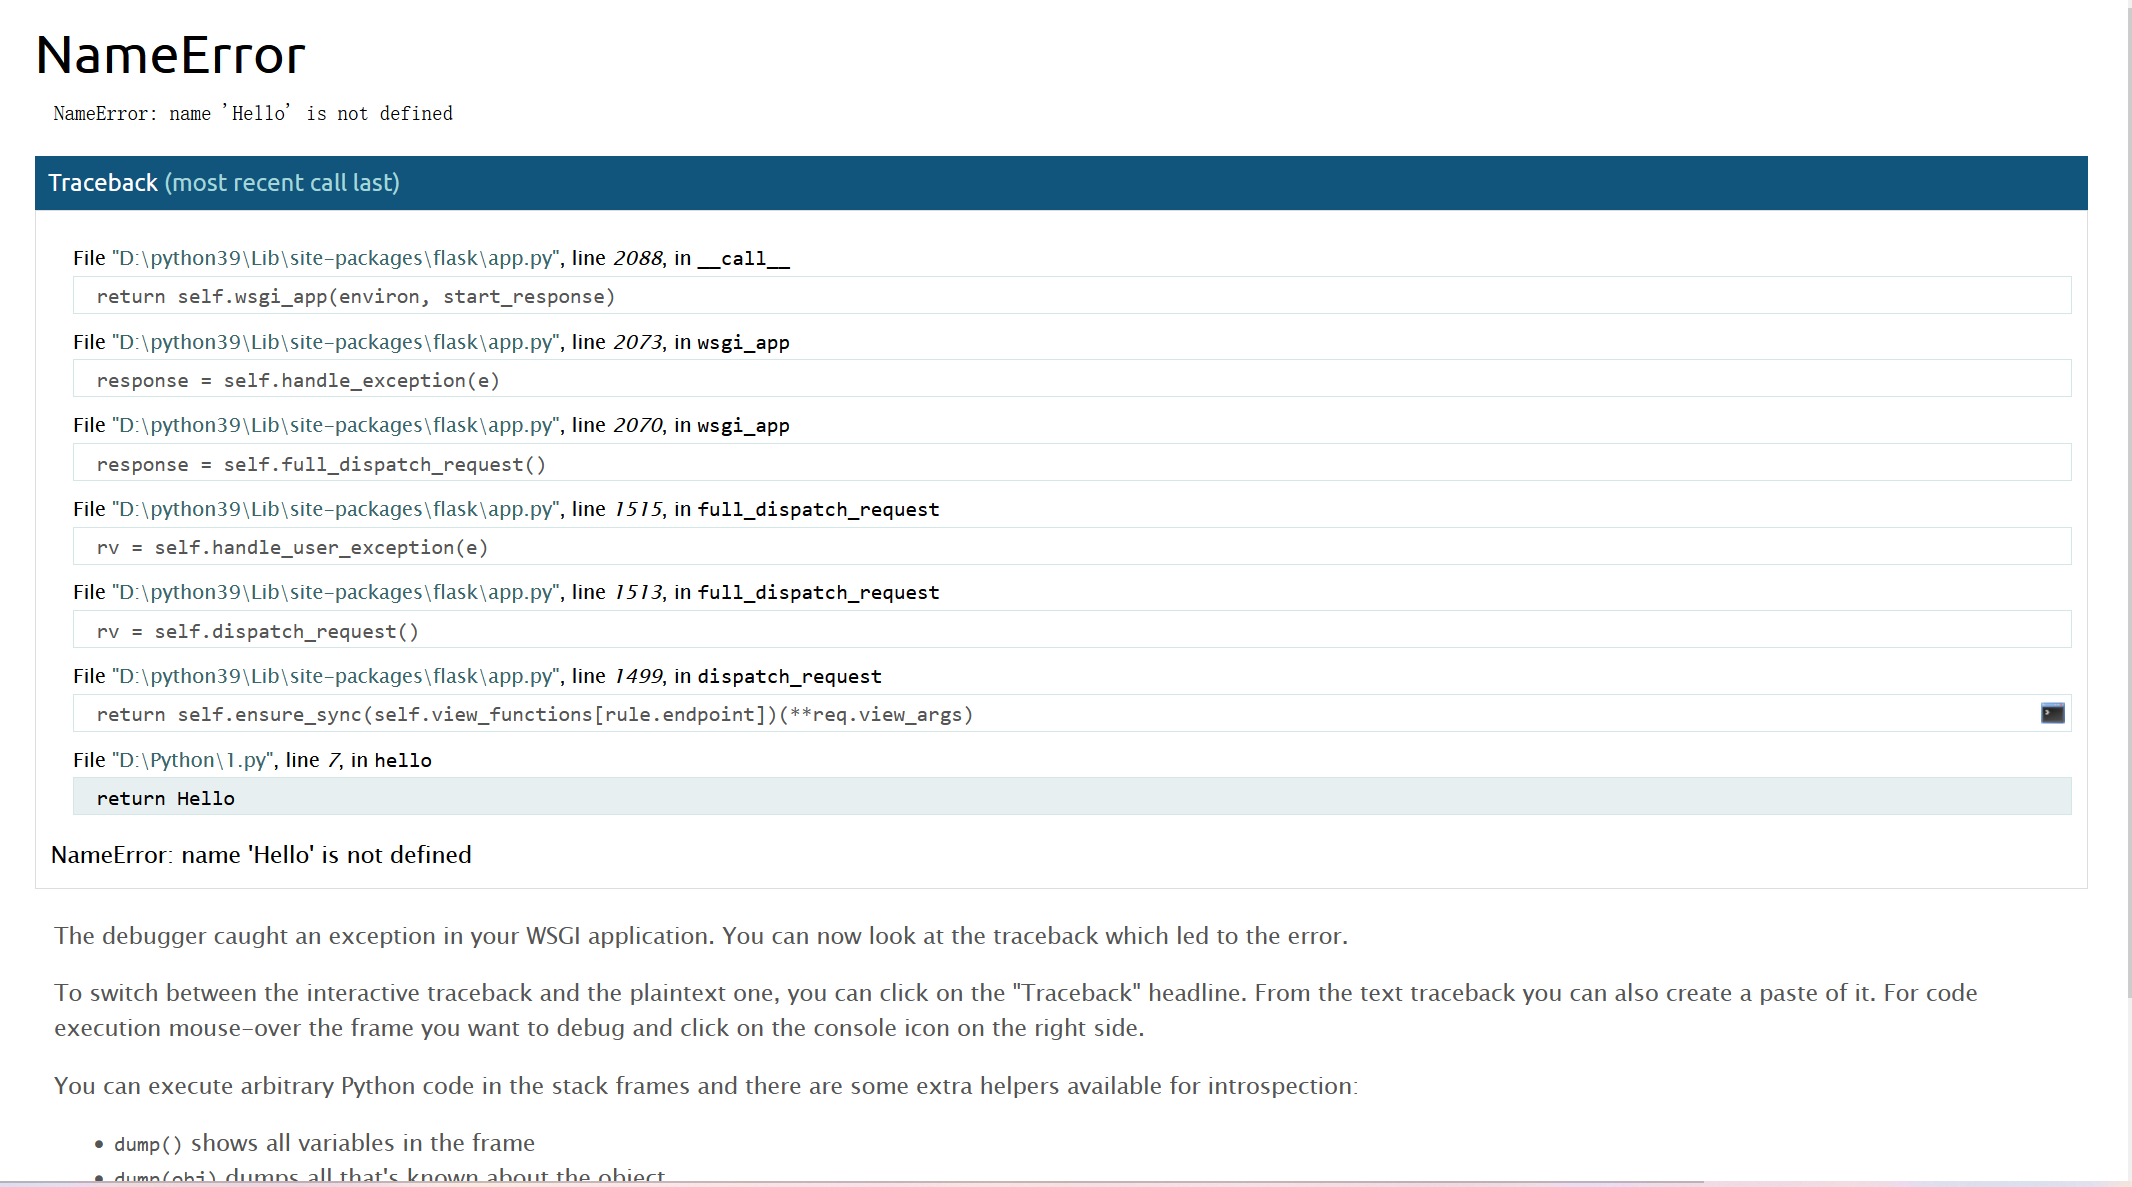 NameError
NameError: name 'Hello' is not defined
Traceback (most recent call last)
File "D:\python39\Lib\site-packages\flask\app.py", line 2088, in __call__
return self.wsgi_app(environ, start_response)
File "D:\python39\Lib\site-packages\flask\app.py", line 2073, in wsgi_app
response = self.handle_exception(e)
File "D:\python39\Lib\site-packages\flask\app.py", line 2070, in wsgi_app
response = self.full_dispatch_request()
File "D:\python39\Lib\site-packages\flask\app.py", line 1515, in full_dispatch_request
rv = self.handle_user_exception(e)
File "D:\python39\Lib\site-packages\flask\app.py", line 1513, in full_dispatch_request
rv = self.dispatch_request()
File "D:\python39\Lib\site-packages\flask\app.py", line 1499, in dispatch_request
return self.ensure_sync(self.view_functions[rule.endpoint])(**req.view_args)
File "D:\Python\1.py", line 7, in hello
return Hello
NameError: name 'Hello' is not defined
The debugger caught an exception in your WSGI application. You can now look at the traceback which led to the error.
To switch between the interactive traceback and the plaintext one, you can click on the "Traceback" headline. From the text traceback you can also create a paste of it. For code
execution mouse-over the frame you want to debug and click on the console icon on the right side.
You can execute arbitrary Python code in the stack frames and there are some extra helpers available for introspection:
• dump() shows all variables in the frame
• dump(obj) dumps all that's known about the object